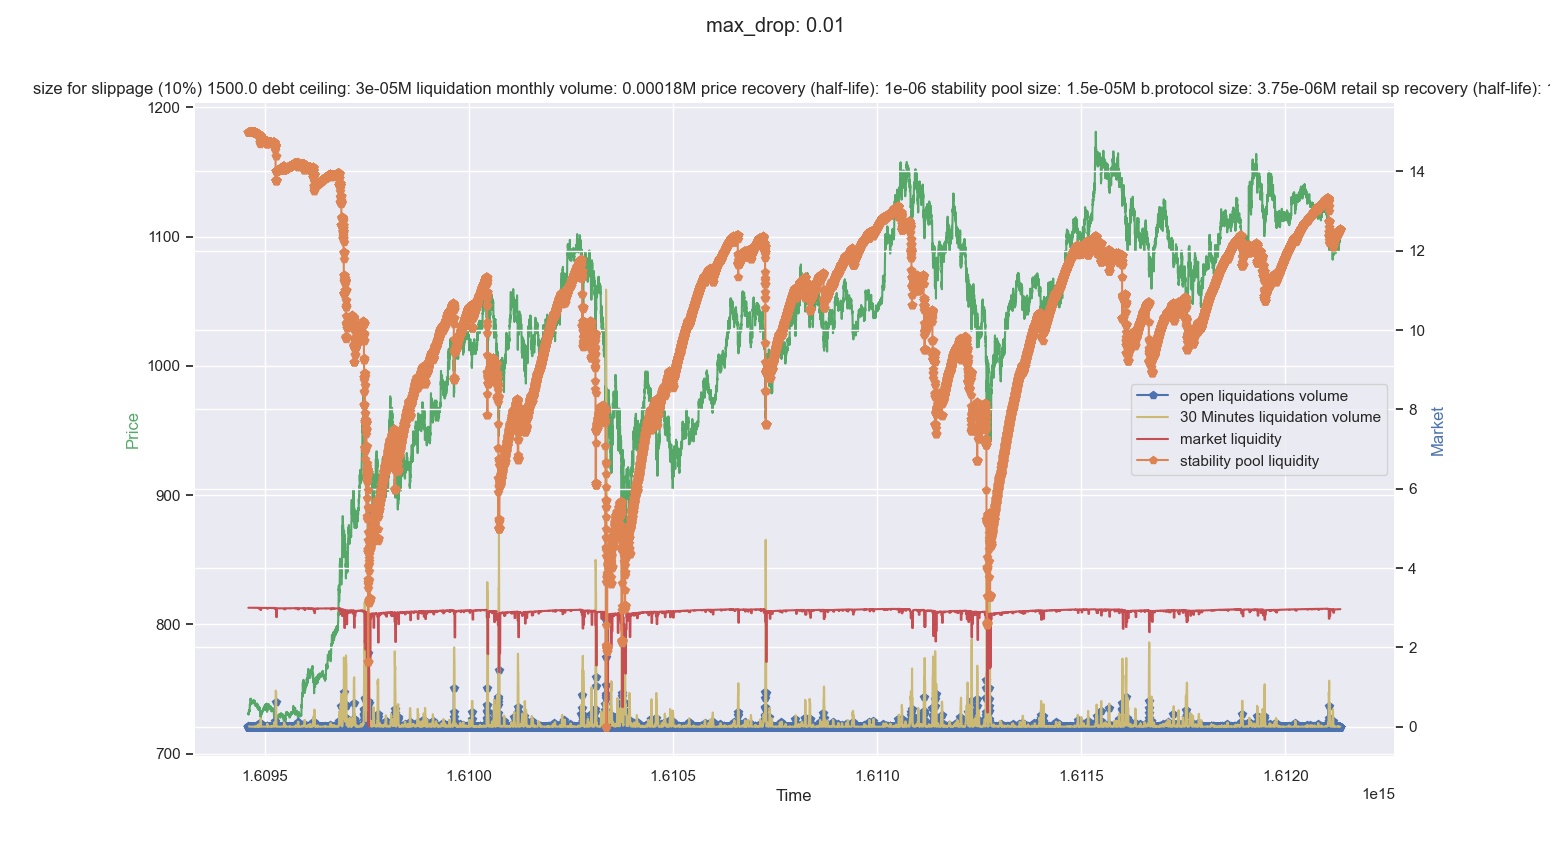 max_drop: 0.01
size for slippage (10%) 1500.0 debt ceiling: 3e-05M liquidation monthly volume: 0.00018M price recovery (half-life): 1e-06 stability pool size: 1.5e-05M b.protocol size: 3.75e-06M retail sp recovery (half-life):
1200
1100
1000
900
800
700
Price
14
12
10
8
6
4
2
0
Market
open liquidations volume
30 Minutes liquidation volume
market liquidity
stability pool liquidity
1.6095
1.6100
1.6105
1.6110
1.6115
1.6120
1e15
Time